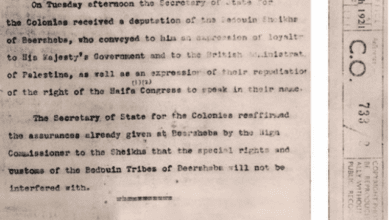 On Tuesday afternoon the Secretary of State for
the Colonies received a deputation of the Bedouin Sheikhs
of Beersheba, who conveyed to him an expression of loyalty
to His Majesty's Government and to the British
of Palestine, as well as an expression of their repudiation
of the right of the Haifa Congress to speak in their name.
The Secretary of State for the Colonies reaffirmed
the assurances already given at Beersheba by the High
Commissioner to the Sheikhs that the special rights and
customs of the Bedouin Tribes of Beersheba will not be
interfered with.
1921
C.O. 733/
PUBLIC RECO